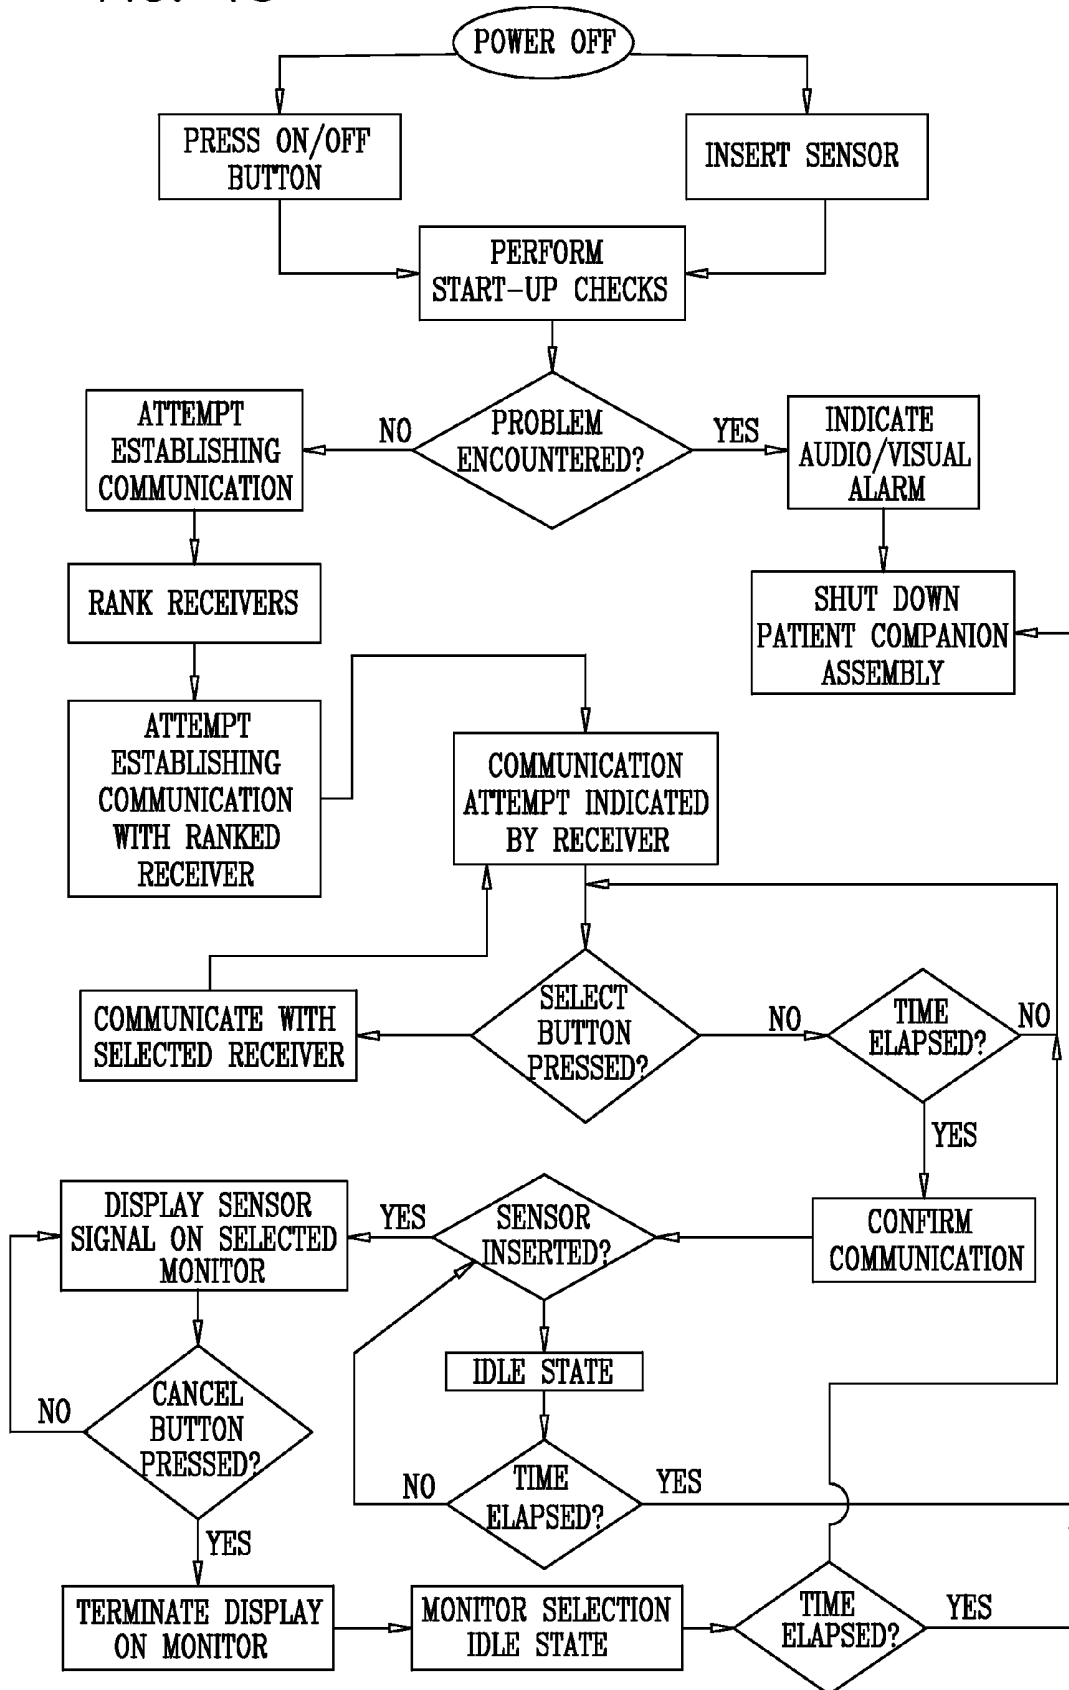 POWER OFF
PRESS ON/OFF
BUTTON
INSERT SENSOR
PERFORM
START-UP CHECKS
PROBLEM
ENCOUNTERED?
NO
YES
ATTEMPT
ESTABLISHING
COMMUNICATION
INDICATE
AUDIO/VISUAL
ALARM
RANK RECEIVERS
SHUT DOWN
PATIENT COMPANION
ASSEMBLY
ATTEMPT
ESTABLISHING
COMMUNICATION
WITH RANKED
RECEIVER
COMMUNICATION
ATTEMPT INDICATED
BY RECEIVER
COMMUNICATE WITH
SELECTED RECEIVER
SELECT
BUTTON
PRESSED?
NO
TIME
ELAPSED?
NO
YES
DISPLAY SENSOR
SIGNAL ON SELECTED
MONITOR
YES
SENSOR
INSERTED?
CONFIRM
COMMUNICATION
IDLE STATE
NO
CANCEL
BUTTON
PRESSED?
NO
TIME
ELAPSED?
YES
YES
TERMINATE DISPLAY
ON MONITOR
MONITOR SELECTION
IDLE STATE
TIME
ELAPSED?
YES